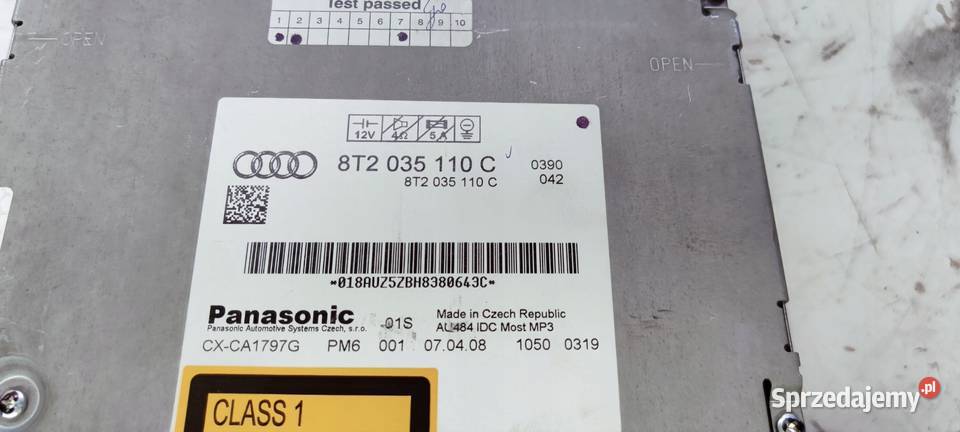 Test passed
1 2 3 4 5 6 7 8 9 10
OPEN
OPEN
12V 4Ω 5A
8T2 035 110 C 0390
8T2 035 110 C 042
*018AUZ5ZBH8380643C*
Panasonic -01S Made in Czech Republic
Panasonic Automotive Systems Czech, s.r.o. AU484 IDC Most MP3
CX-CA1797G PM6 001 07.04.08 1050 0319
CLASS 1
Sprzedajemy.pl